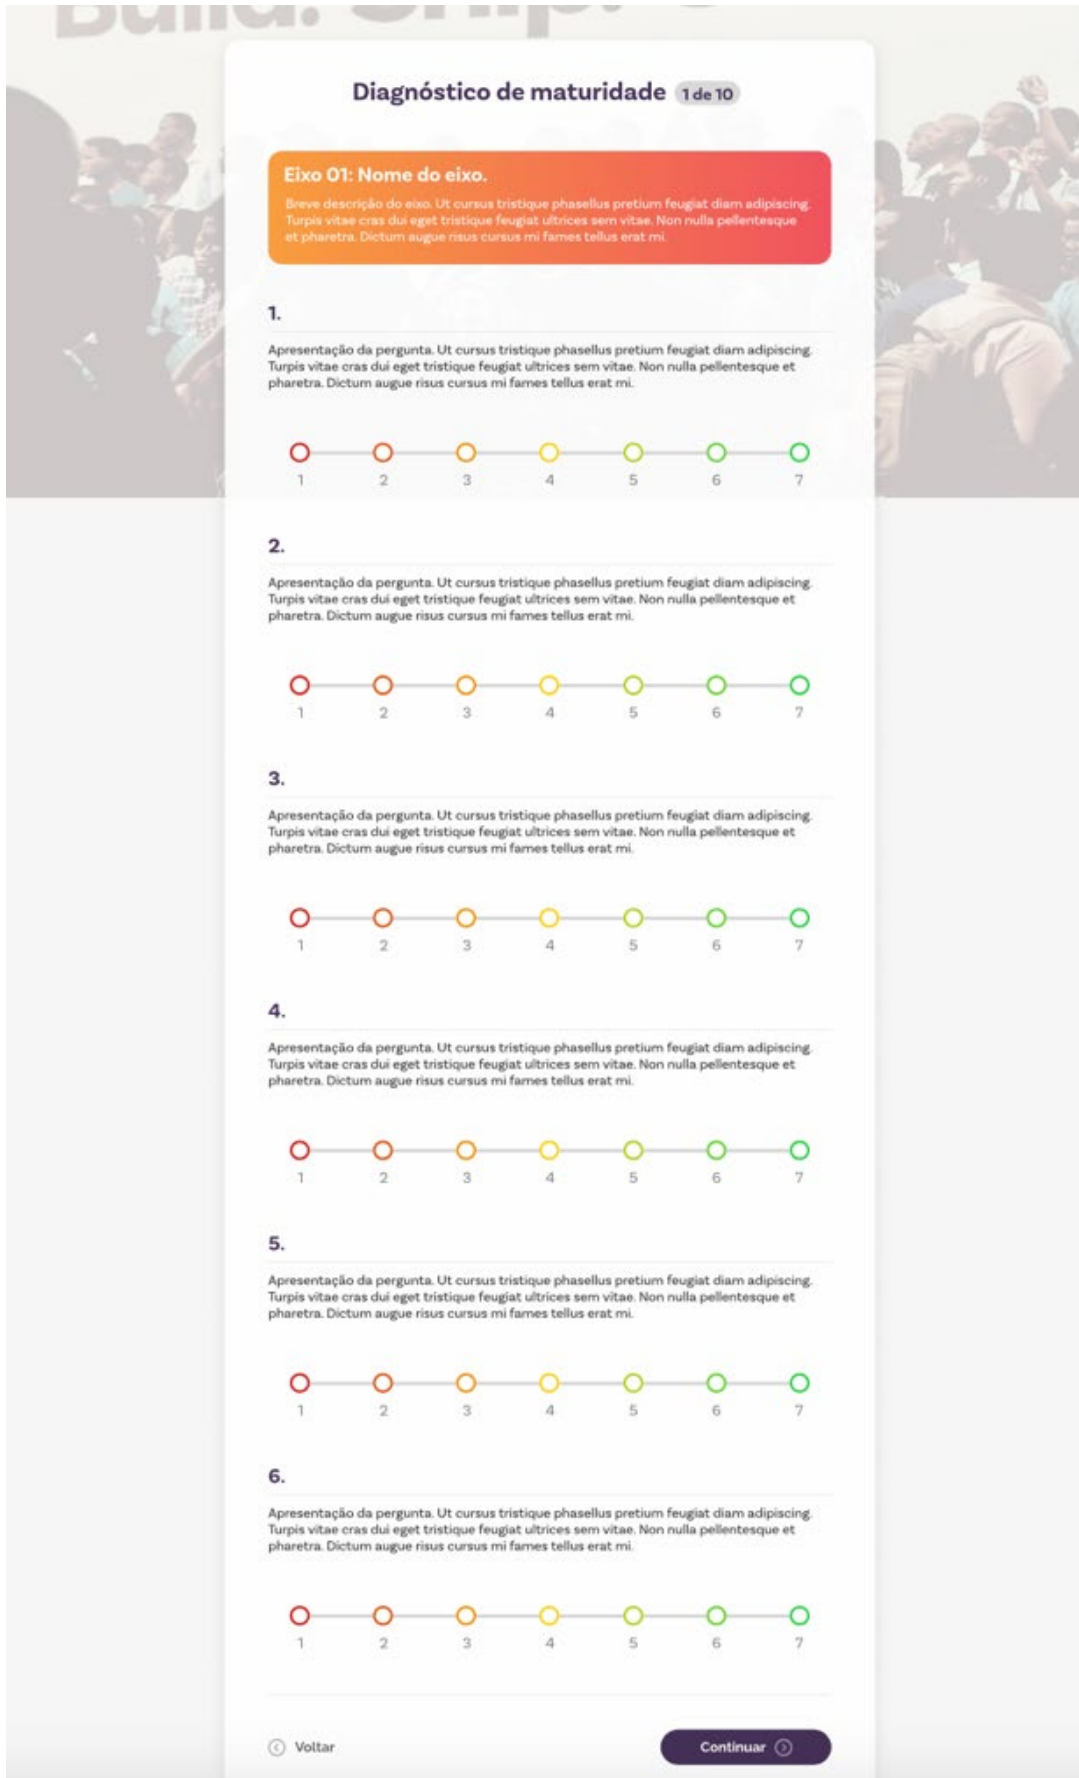 Build. Ship.
Diagnóstico de maturidade 1 de 10
Eixo 01: Nome do eixo.
Breve descrição do eixo. Ut cursus tristique phasellus pretium feugiat diam adipiscing.
Turpis vitae cras dui eget tristique feugiat ultrices sem vitae. Non nulla pellentesque
et pharetra. Dictum augue risus cursus mi fames tellus erat mi.
1.
Apresentação da pergunta. Ut cursus tristique phasellus pretium feugiat diam adipiscing.
Turpis vitae cras dui eget tristique feugiat ultrices sem vitae. Non nulla pellentesque et
pharetra. Dictum augue risus cursus mi fames tellus erat mi.
1 2 3 4 5 6 7
2.
Apresentação da pergunta. Ut cursus tristique phasellus pretium feugiat diam adipiscing.
Turpis vitae cras dui eget tristique feugiat ultrices sem vitae. Non nulla pellentesque et
pharetra. Dictum augue risus cursus mi fames tellus erat mi.
1 2 3 4 5 6 7
3.
Apresentação da pergunta. Ut cursus tristique phasellus pretium feugiat diam adipiscing.
Turpis vitae cras dui eget tristique feugiat ultrices sem vitae. Non nulla pellentesque et
pharetra. Dictum augue risus cursus mi fames tellus erat mi.
1 2 3 4 5 6 7
4.
Apresentação da pergunta. Ut cursus tristique phasellus pretium feugiat diam adipiscing.
Turpis vitae cras dui eget tristique feugiat ultrices sem vitae. Non nulla pellentesque et
pharetra. Dictum augue risus cursus mi fames tellus erat mi.
1 2 3 4 5 6 7
5.
Apresentação da pergunta. Ut cursus tristique phasellus pretium feugiat diam adipiscing.
Turpis vitae cras dui eget tristique feugiat ultrices sem vitae. Non nulla pellentesque et
pharetra. Dictum augue risus cursus mi fames tellus erat mi.
1 2 3 4 5 6 7
6.
Apresentação da pergunta. Ut cursus tristique phasellus pretium feugiat diam adipiscing.
Turpis vitae cras dui eget tristique feugiat ultrices sem vitae. Non nulla pellentesque et
pharetra. Dictum augue risus cursus mi fames tellus erat mi.
1 2 3 4 5 6 7
Voltar
Continuar